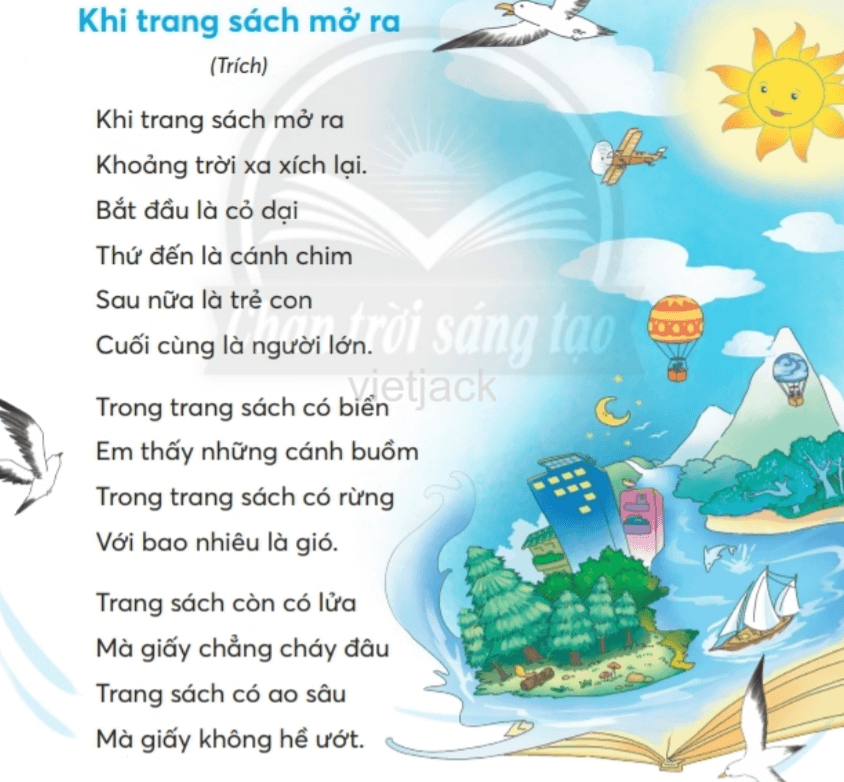 Khi trang sách mở ra
(Trích)
Khi trang sách mở ra
Khoảng trời xa xích lại.
Bắt đầu là cỏ dại
Thứ đến là cánh chim
Sau nữa là trẻ con
Cuối cùng là người lớn.
Chân trời sáng tạo
vietjack
Trong trang sách có biển
Em thấy những cánh buồm
Trong trang sách có rừng
Với bao nhiêu là gió.
Trang sách còn có lửa
Mà giấy chẳng cháy đâu
Trang sách có ao sâu
Mà giấy không hề ướt.